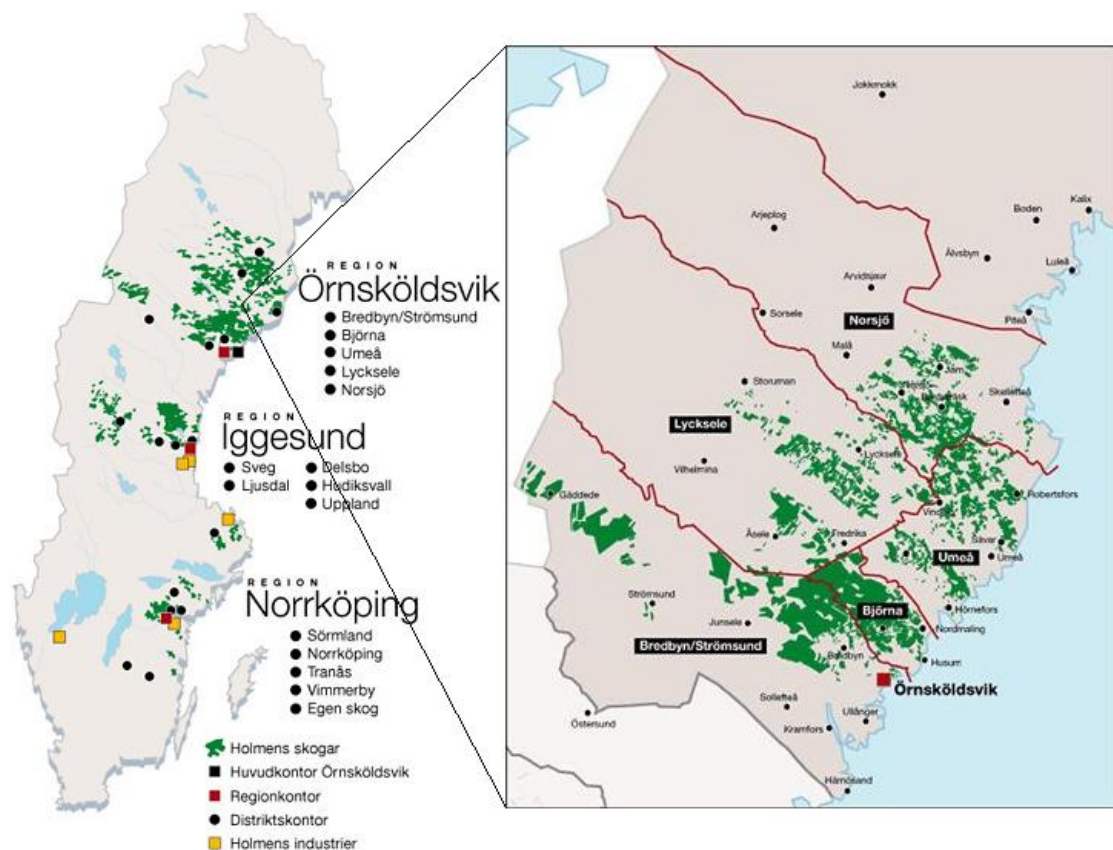 REGION
Örnsköldsvik
Bredbyn/Strömsund
Björna
Umeå
Lycksele
Norsjö
REGION
Iggesund
Sveg
Delsbo
Ljusdal
Hudiksvall
Uppland
REGION
Norrköping
Sörmland
Norrköping
Tranås
Vimmerby
Egen skog
Holmens skogar
Huvudkontor Örnsköldsvik
Regionkontor
Distriktskontor
Holmens industrier
Jokkmokk
Kalix
Boden
Arjeplog
Älvsbyn
Luleå
Arvidsjaur
Sorsele
Piteå
Norsjö
Malå
Jörn
Storuman
Norsjö
Skellefteå
Lycksele
Lycksele
Vilhelmina
Gäddede
Robertsfors
Åsele
Fredrika
Sävar
Umeå
Umeå
Strömsund
Björna
Hörnefors
Junsele
Nordmaling
Bredbyn/Strömsund
Bredbyn
Husum
Örnsköldsvik
Sollefteå
Östersund
Ullånger
Kramfors
Härnösand